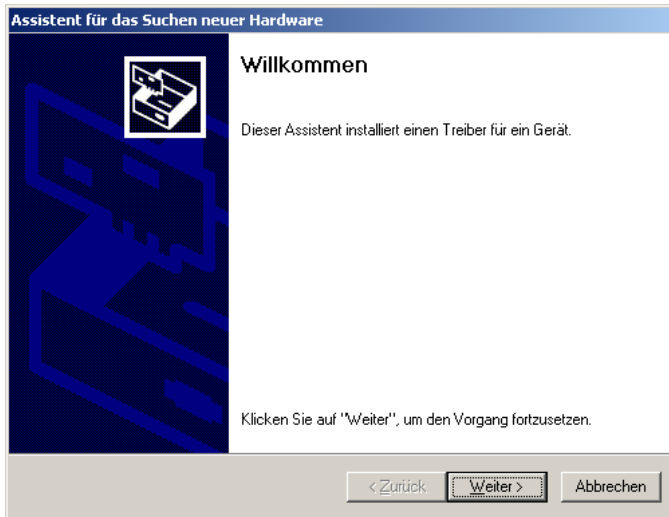 Assistent für das Suchen neuer Hardware
Willkommen
Dieser Assistent installiert einen Treiber für ein Gerät.
Klicken Sie auf "Weiter", um den Vorgang fortzusetzen.
< Zurück Weiter > Abbrechen